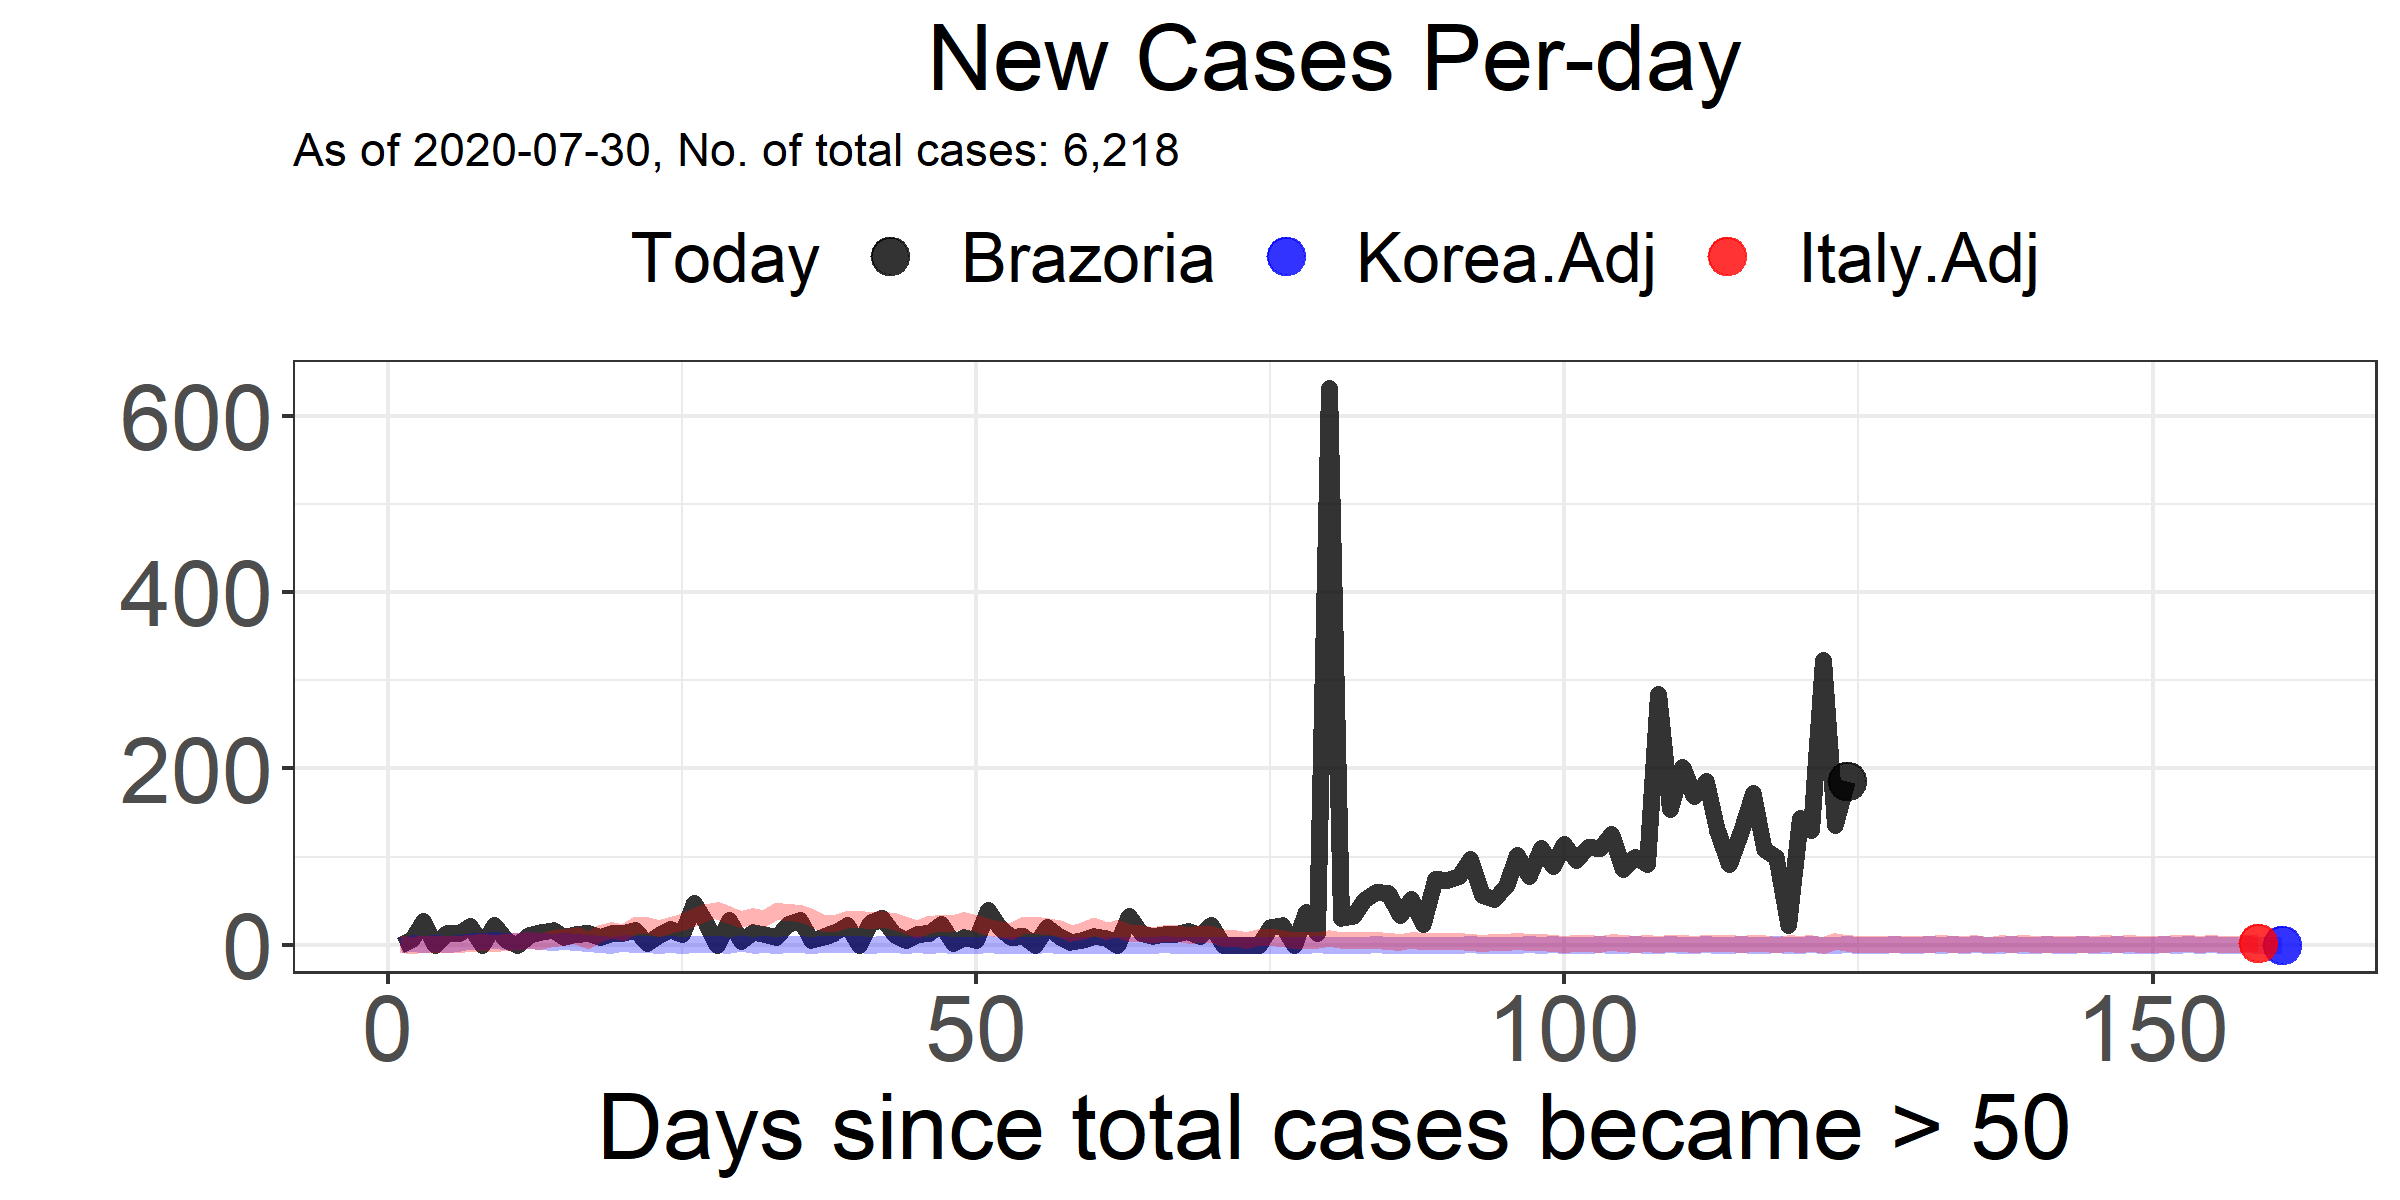 New Cases Per-day
As of 2020-07-30, No. of total cases: 6,218
Today Brazoria Korea.Adj Italy.Adj
600
400
200
0
0 50 100 150
Days since total cases became > 50